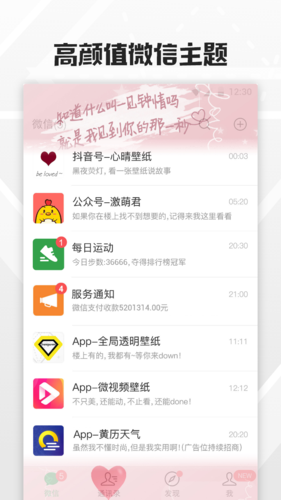 高颜值微信主题
12:30
知道什么叫一见钟情吗
微信
就是我见到你的那一秒
be loved~
抖音号-心晴壁纸
00:03
黑夜荧灯, 看一张壁纸说故事
公众号-激萌君
02:00
如果你在楼上找不到想要的,记得来我这里看看
1
每日运动
20:20
今日步数:36666, 夺得排行榜冠军
4
服务通知
21:00
微信支付收款5201314.00元
App-全局透明壁纸
11:11
楼上有的, 我都有~等你来down!
App-微视频壁纸
12:12
不只美, 还能动, 不止看, 还能down!
App-黄历天气
20:20
虽然我不懂时尚, 但是我实用啊!(广告位持续招商)
微信
通讯录
发现
我
NEW